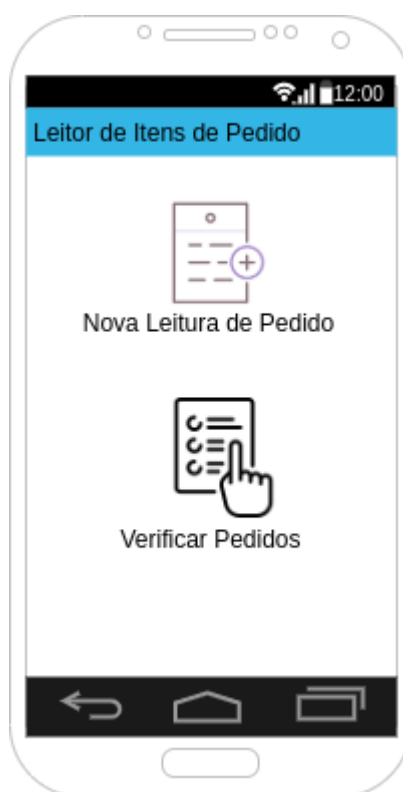 12:00
Leitor de Itens de Pedido
Nova Leitura de Pedido
Verificar Pedidos